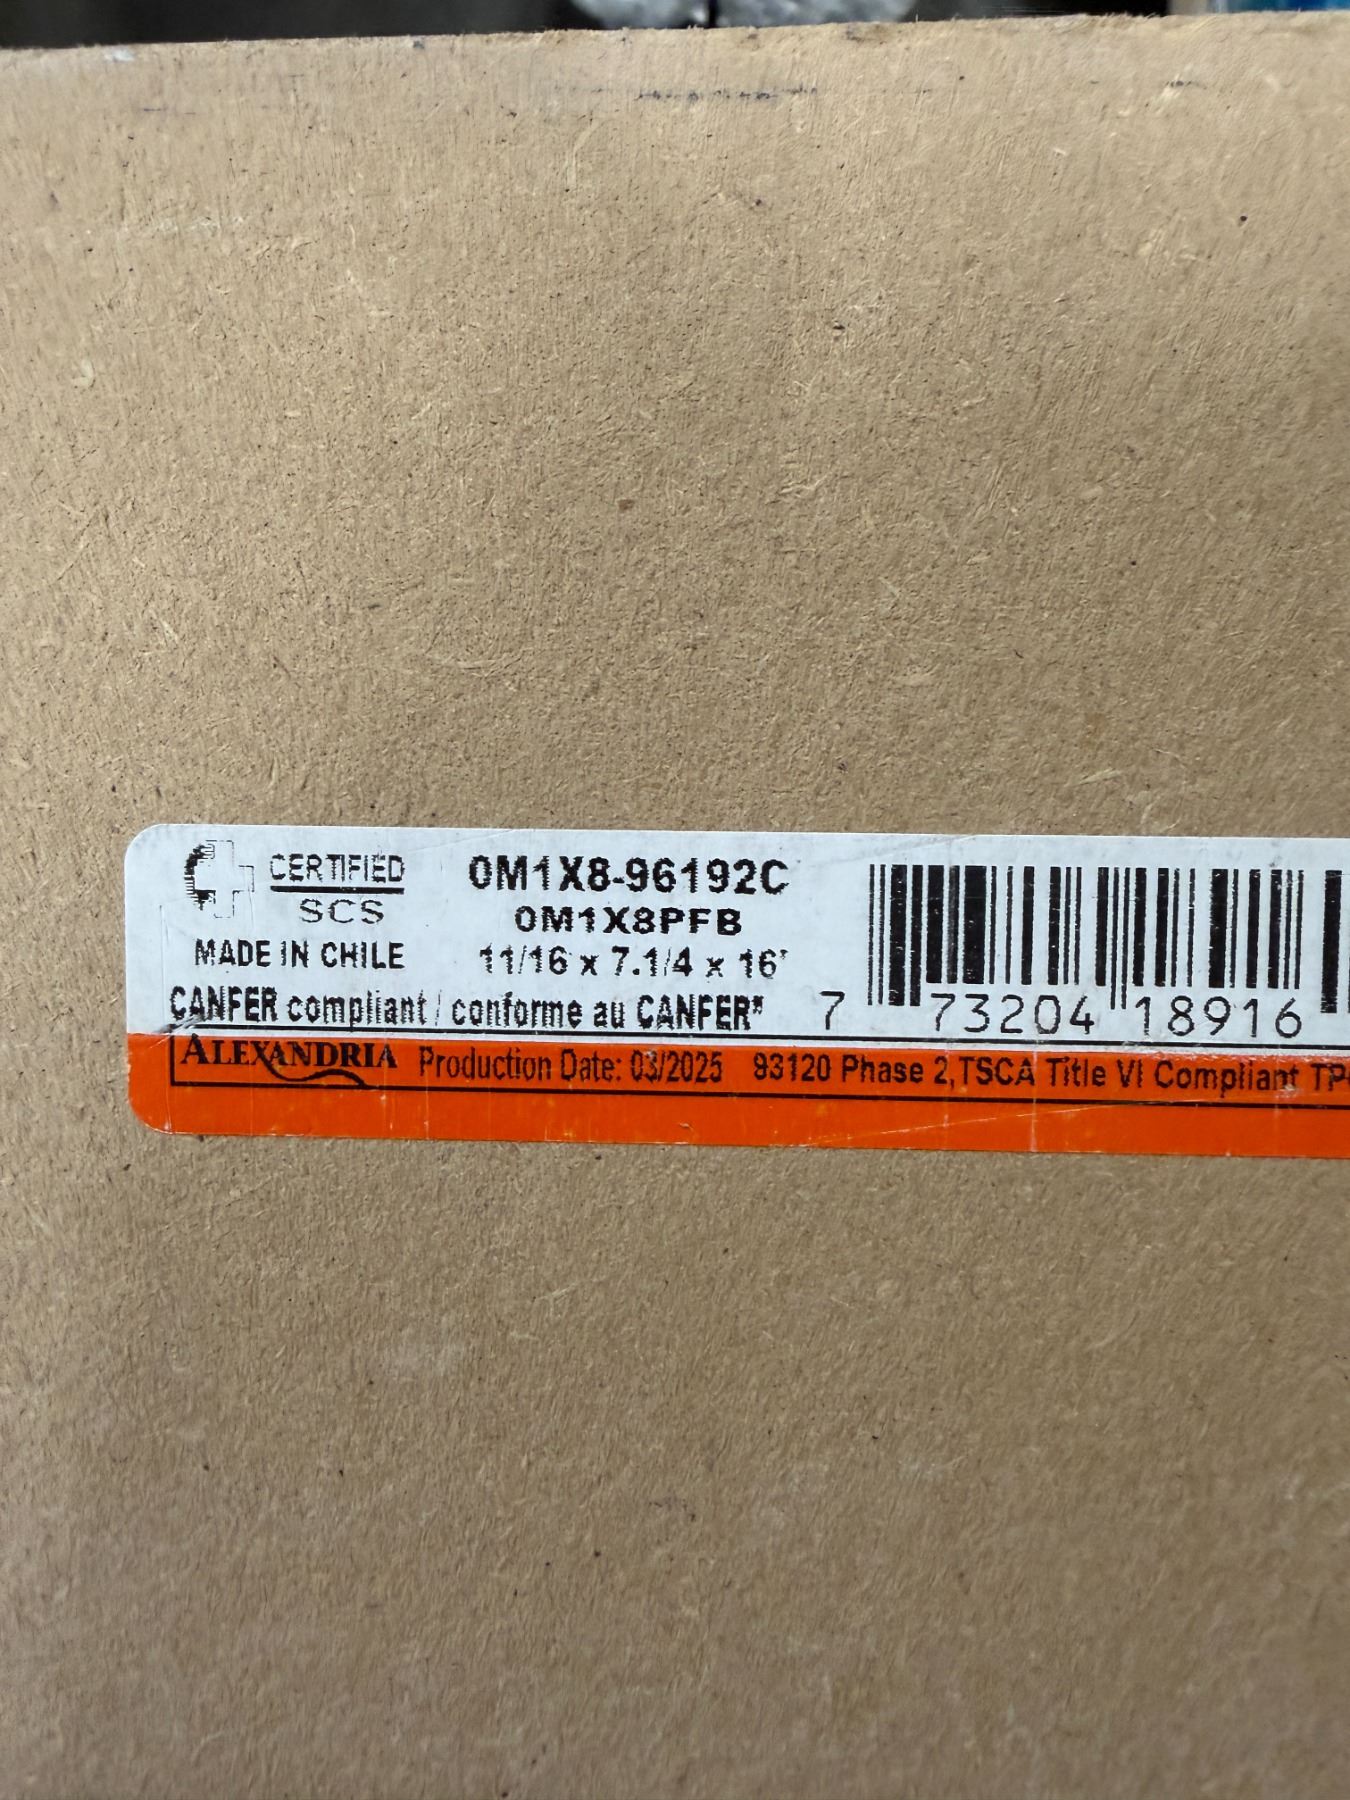 CERTIFIED
SCS
MADE IN CHILE
0M1X8-96192C
0M1X8PFB
11/16 x 7.1/4 x 16'
CANFER compliant / conforme au CANFER*
7 73204 18916
ALEXANDRIA Production Date: 03/2025 93120 Phase 2,TSCA Title VI Compliant